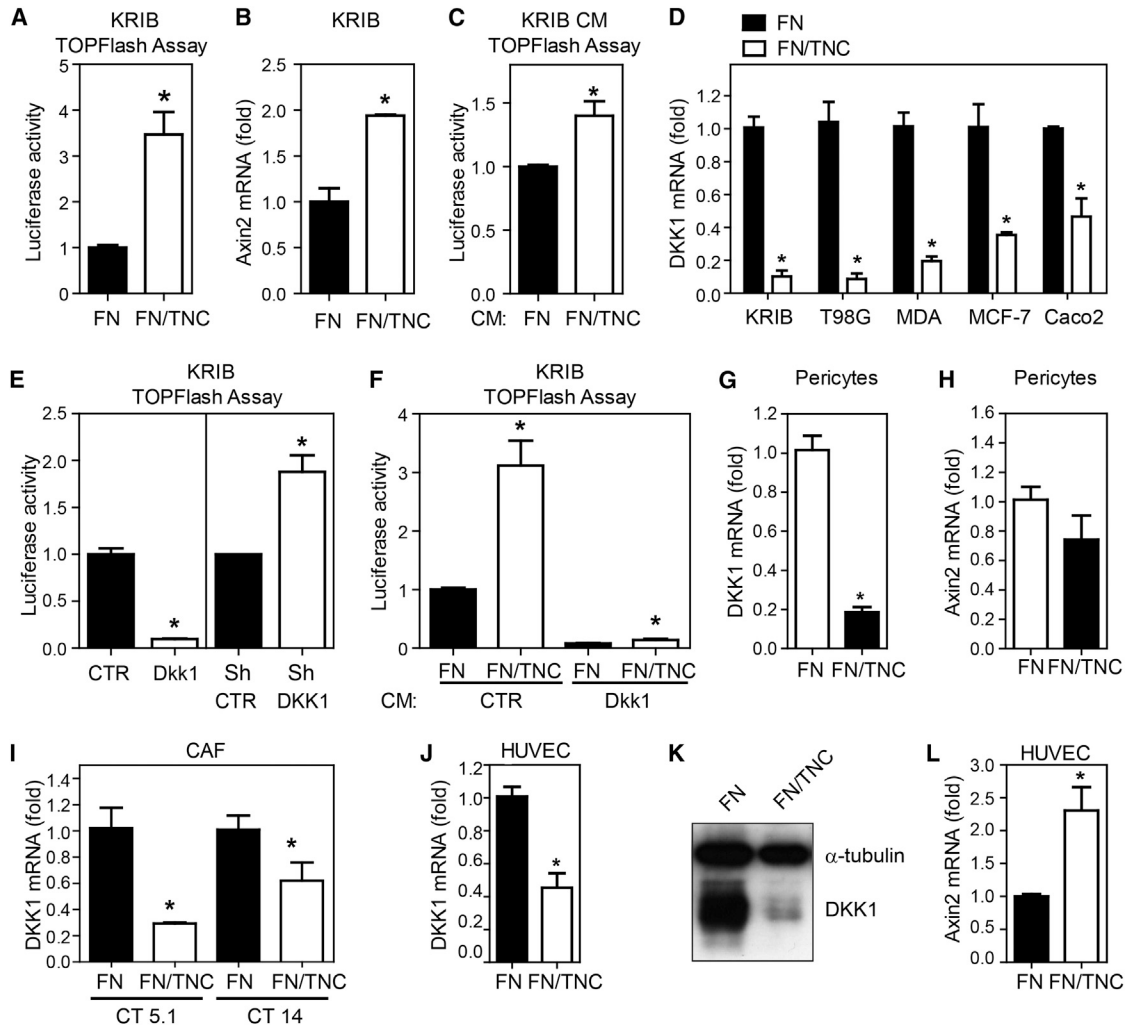 A
KRIB
TOPFlash Assay
Luciferase activity
5
4
3
2
1
0
FN FN/TNC
B
KRIB
Axin2 mRNA (fold)
2.5
2.0
1.5
1.0
0.5
0.0
FN FN/TNC
C
KRIB CM
TOPFlash Assay
Luciferase activity
1.5
1.0
0.5
0.0
CM: FN FN/TNC
D
FN
FN/TNC
DKK1 mRNA (fold)
1.2
1.0
0.8
0.6
0.4
0.2
0.0
KRIB T98G MDA MCF-7 Caco2
E
KRIB
TOPFlash Assay
Luciferase activity
2.5
2.0
1.5
1.0
0.5
0.0
CTR Dkk1 Sh Sh
CTR DKK1
F
KRIB
TOPFlash Assay
Luciferase activity
4
3
2
1
0
FN FN/TNC FN FN/TNC
CM: CTR Dkk1
G
Pericytes
DKK1 mRNA (fold)
1.2
1.0
0.8
0.6
0.4
0.2
0.0
FN FN/TNC
H
Pericytes
Axin2 mRNA (fold)
1.6
1.4
1.2
1.0
0.8
0.6
0.4
0.2
0.0
FN FN/TNC
I
CAF
DKK1 mRNA (fold)
1.4
1.2
1.0
0.8
0.6
0.4
0.2
0.0
FN FN/TNC FN FN/TNC
CT 5.1 CT 14
J
HUVEC
DKK1 mRNA (fold)
1.2
1.0
0.8
0.6
0.4
0.2
0.0
FN FN/TNC
K
FN FN/TNC
α-tubulin
DKK1
L
HUVEC
Axin2 mRNA (fold)
3.0
2.5
2.0
1.5
1.0
0.5
0.0
FN FN/TNC